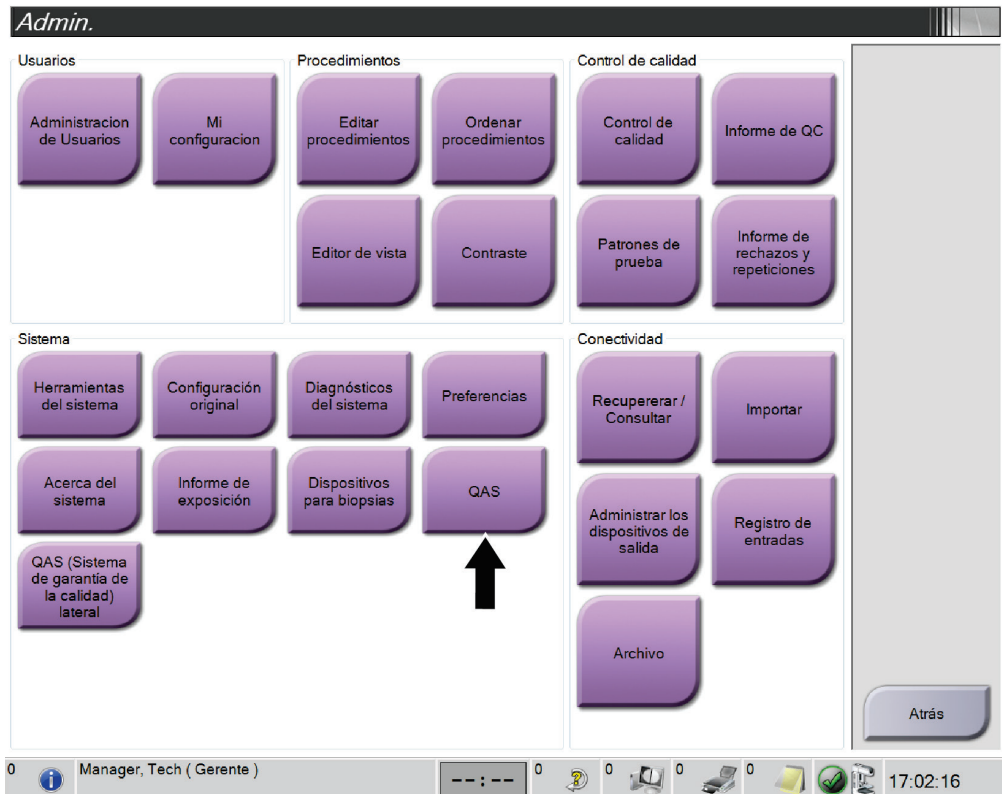 Admin.
Usuarios
Administracion
de Usuarios
Mi
configuracion
Procedimientos
Editar
procedimientos
Ordenar
procedimientos
Editor de vista
Contraste
Control de calidad
Control de
calidad
Informe de QC
Patrones de
prueba
Informe de
rechazos y
repeticiones
Sistema
Herramientas
del sistema
Configuración
original
Diagnósticos
del sistema
Preferencias
Acerca del
sistema
Informe de
exposición
Dispositivos
para biopsias
QAS
QAS (Sistema
de garantía de
la calidad)
lateral
Conectividad
Recupererar /
Consultar
Importar
Administrar los
dispositivos de
salida
Registro de
entradas
Archivo
Atrás
0
Manager, Tech ( Gerente )
--:--
0
0
0
0
17:02:16